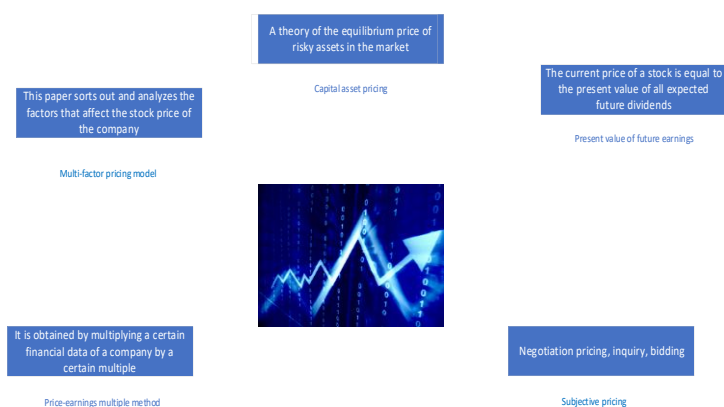 A theory of the equilibrium price of
risky assets in the market
Capital asset pricing
The current price of a stock is equal to
the present value of all expected
future dividends
Present value of future earnings
This paper sorts out and analyzes the
factors that affect the stock price of
the company
Multi-factor pricing model
It is obtained by multiplying a certain
financial data of a company by a
certain multiple
Price-earnings multiple method
Negotiation pricing, inquiry, bidding
Subjective pricing